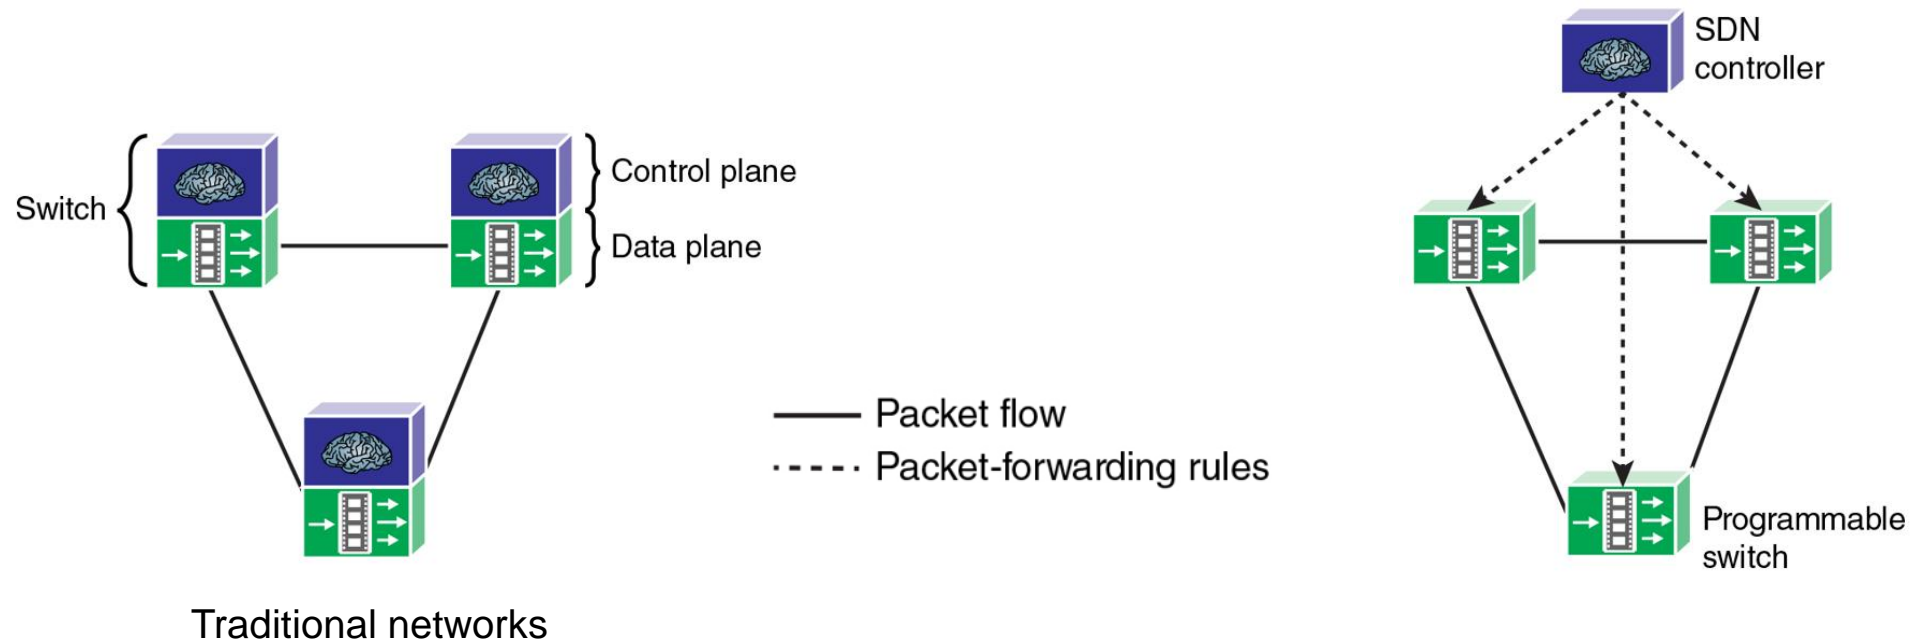 SDN
controller
Switch
Control plane
Data plane
Packet flow
Packet-forwarding rules
Programmable
switch
Traditional networks